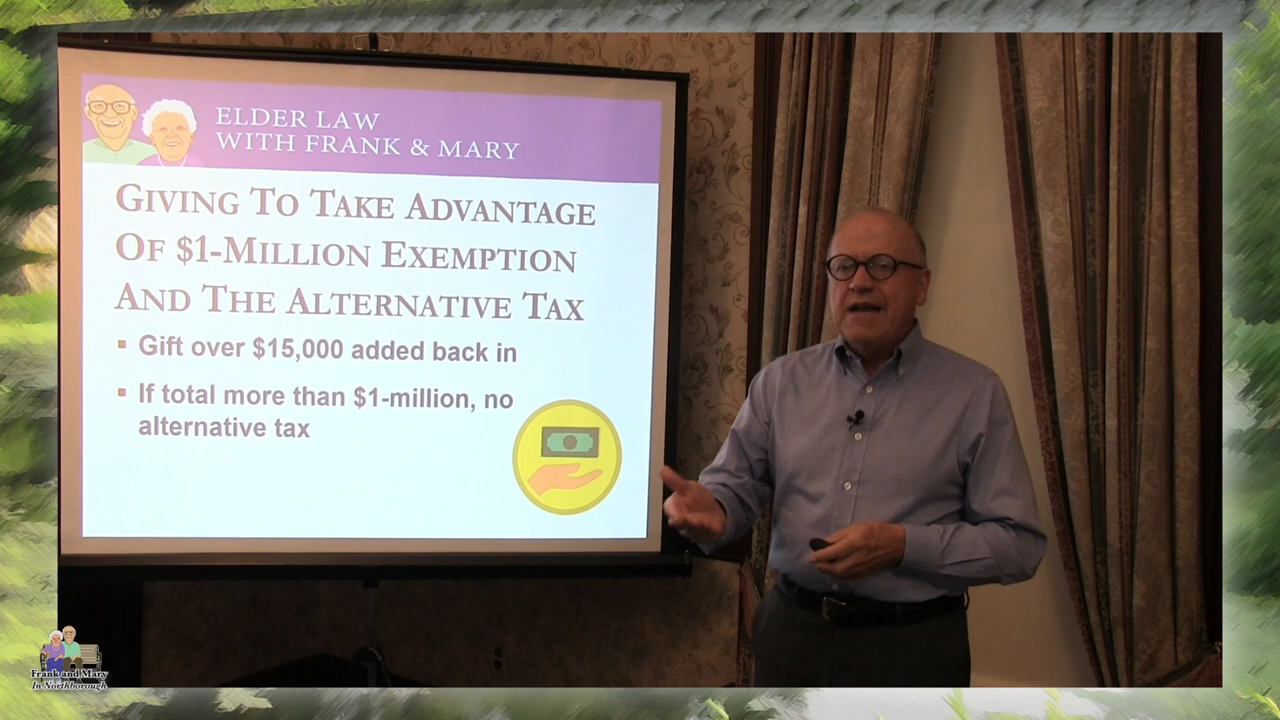 ELDER LAW
WITH FRANK & MARY
GIVING TO TAKE ADVANTAGE
OF $1-MILLION EXEMPTION
AND THE ALTERNATIVE TAX
Gift over $15,000 added back in
If total more than $1-million, no
alternative tax
Frank and Mary
In Northborough